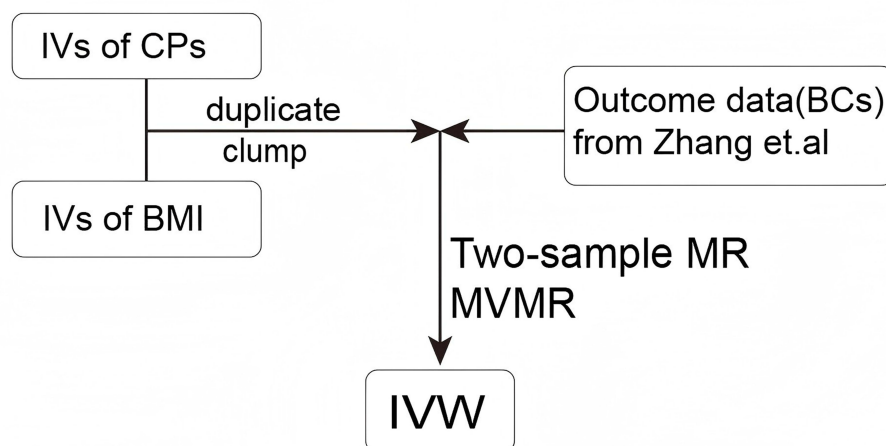 IVs of CPs
duplicate
clump
IVs of BMI
Outcome data(BCs)
from Zhang et.al
Two-sample MR
MVMR
IVW